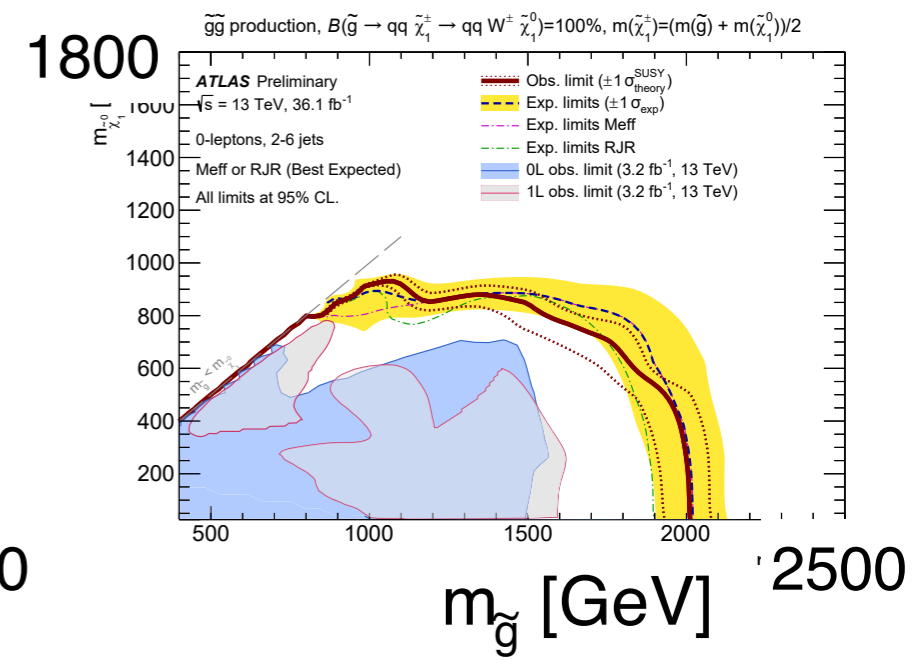 g̃g̃ production, B(g̃ → qq χ̃₁± → qq W± χ̃₁⁰)=100%, m(χ̃₁±)=(m(g̃) + m(χ̃₁⁰))/2
1800
ATLAS Preliminary
√s = 13 TeV, 36.1 fb⁻¹
0-leptons, 2-6 jets
Meff or RJR (Best Expected)
All limits at 95% CL.
Obs. limit (±1 σ SUSY theory)
Exp. limits (±1 σ exp)
Exp. limits Meff
Exp. limits RJR
0L obs. limit (3.2 fb⁻¹, 13 TeV)
1L obs. limit (3.2 fb⁻¹, 13 TeV)
m χ̃₁⁰ [
1600
1400
1200
1000
800
600
400
200
m g̃ < m χ̃₁⁰
500 1000 1500 2000
0
2500
m g̃ [GeV]